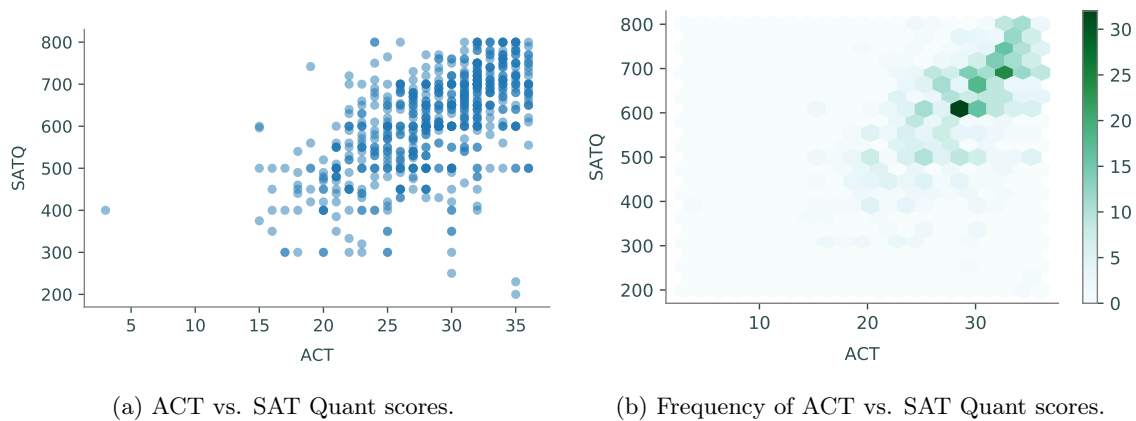 800
700
600
500
400
300
200
SATQ
5 10 15 20 25 30 35
ACT
(a) ACT vs. SAT Quant scores.
800
700
600
500
400
300
200
SATQ
10 20 30
ACT
30
25
20
15
10
5
0
(b) Frequency of ACT vs. SAT Quant scores.